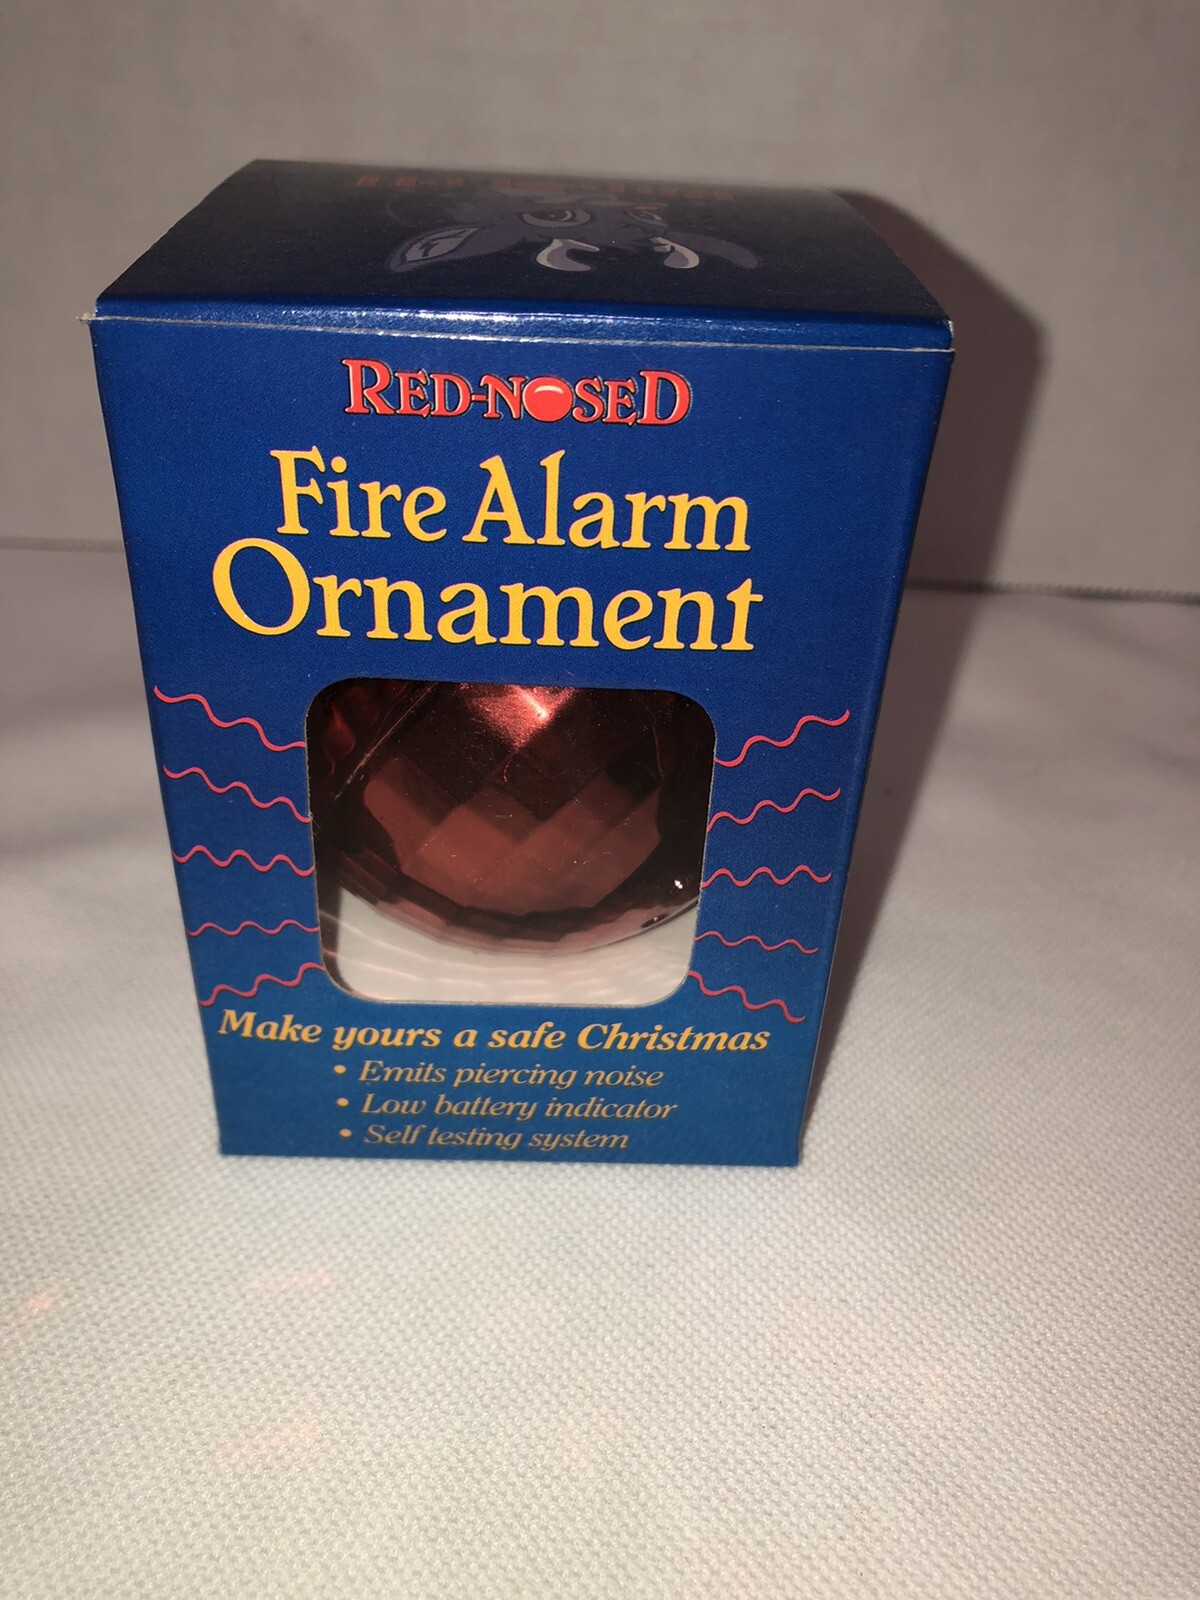 RED-NOSED
Fire Alarm
Ornament
Make yours a safe Christmas
• Emits piercing noise
• Low battery indicator
• Self testing system